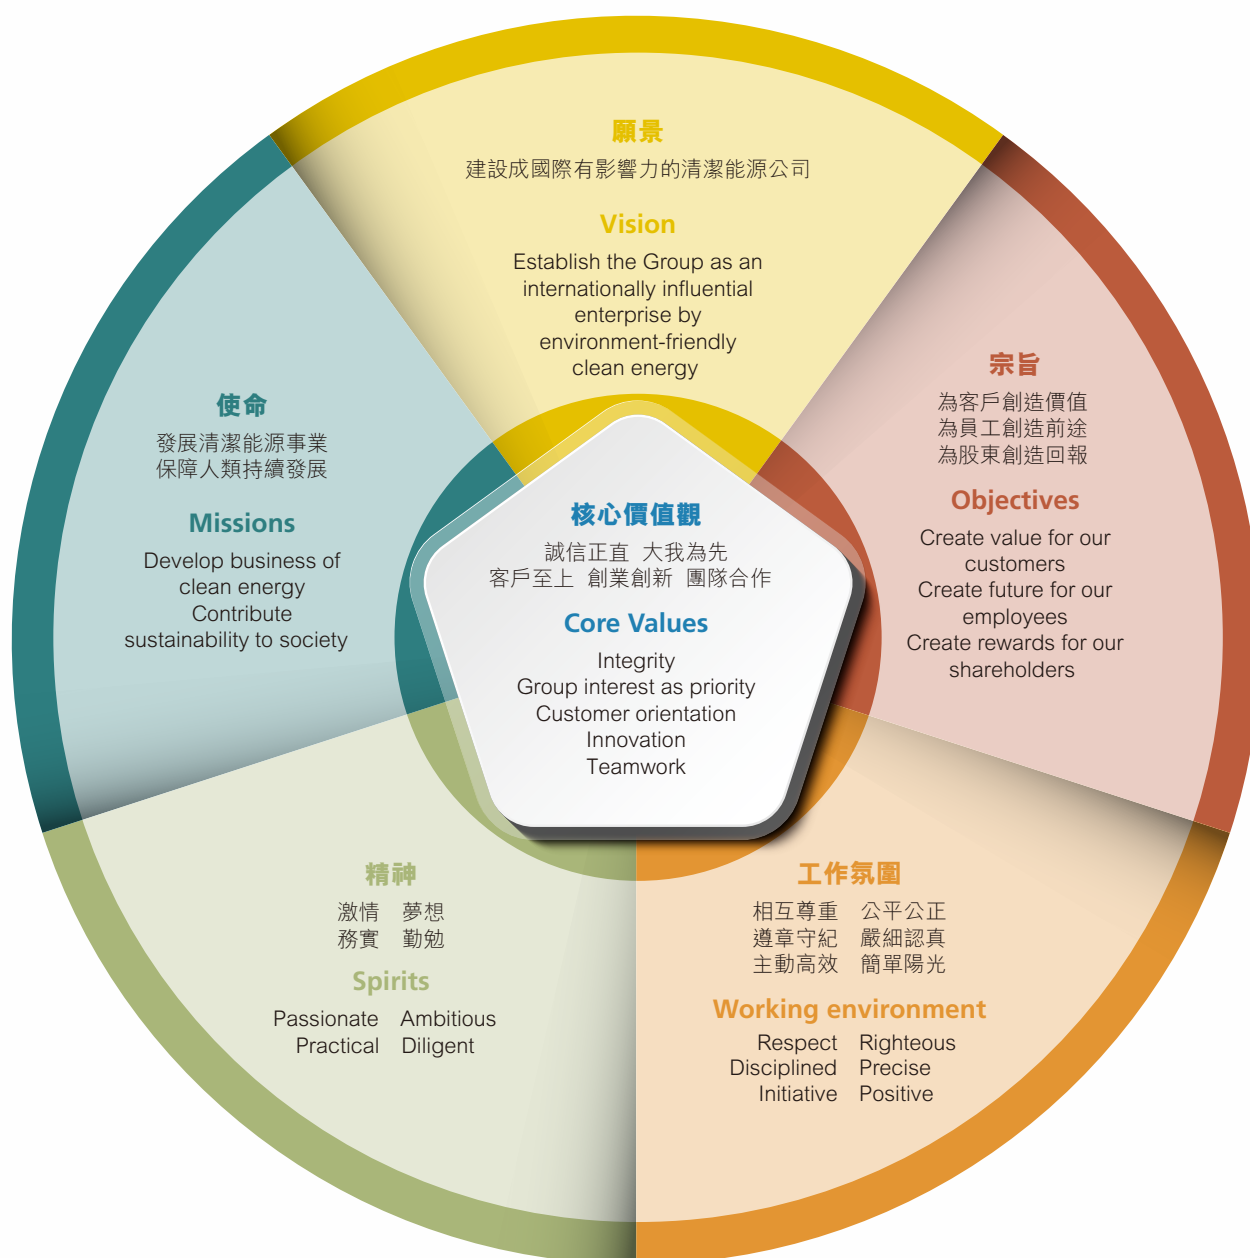 願景
建設成國際有影響力的清潔能源公司
Vision
Establish the Group as an
internationally influential
enterprise by
environment-friendly
clean energy
宗旨
為客戶創造價值
為員工創造前途
為股東創造回報
Objectives
Create value for our
customers
Create future for our
employees
Create rewards for our
shareholders
使命
發展清潔能源事業
保障人類持續發展
Missions
Develop business of
clean energy
Contribute
sustainability to society
核心價值觀
誠信正直 大我為先
客戶至上 創業創新 團隊合作
Core Values
Integrity
Group interest as priority
Customer orientation
Innovation
Teamwork
精神
激情 夢想
務實 勤勉
Spirits
Passionate Ambitious
Practical Diligent
工作氛圍
相互尊重 公平公正
遵章守紀 嚴細認真
主動高效 簡單陽光
Working environment
Respect Righteous
Disciplined Precise
Initiative Positive